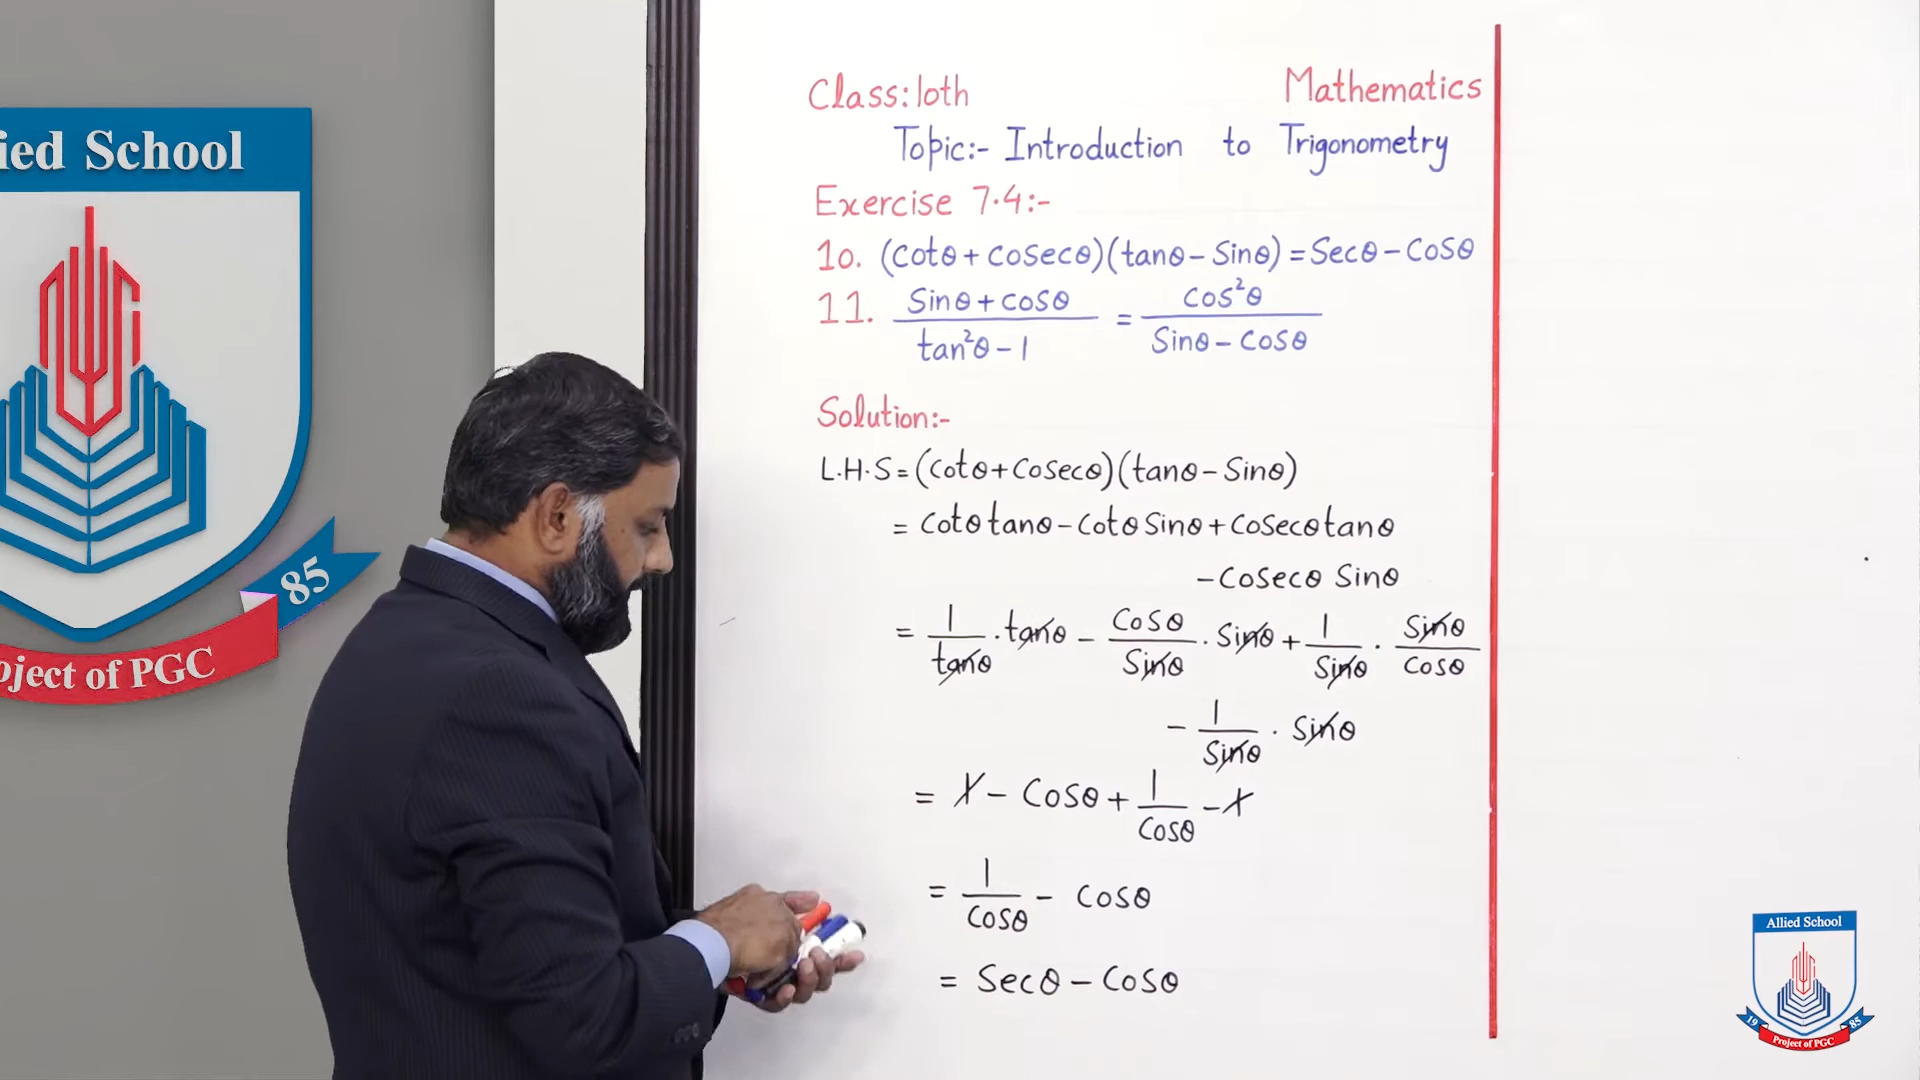 ied School
85
oject of PGC
Class:10th Mathematics
Topic:- Introduction to Trigonometry
Exercise 7.4:-
10. (cotθ + cosecθ)(tanθ - Sinθ) = Secθ - Cosθ
11. (Sinθ + cosθ)/(tan²θ - 1) = cos²θ/(Sinθ - Cosθ)
Solution:-
L.H.S = (cotθ + Cosecθ)(tanθ - Sinθ)
= Cotθ tanθ - Cotθ Sinθ + Cosecθ tanθ
- Cosecθ Sinθ
= 1/tanθ . tanθ - Cosθ/Sinθ . Sinθ + 1/Sinθ . Sinθ/Cosθ
- 1/Sinθ . Sinθ
= 1 - Cosθ + 1/Cosθ - 1
= 1/Cosθ - Cosθ
= Secθ - Cosθ
Allied School
19 85
Project of PGC